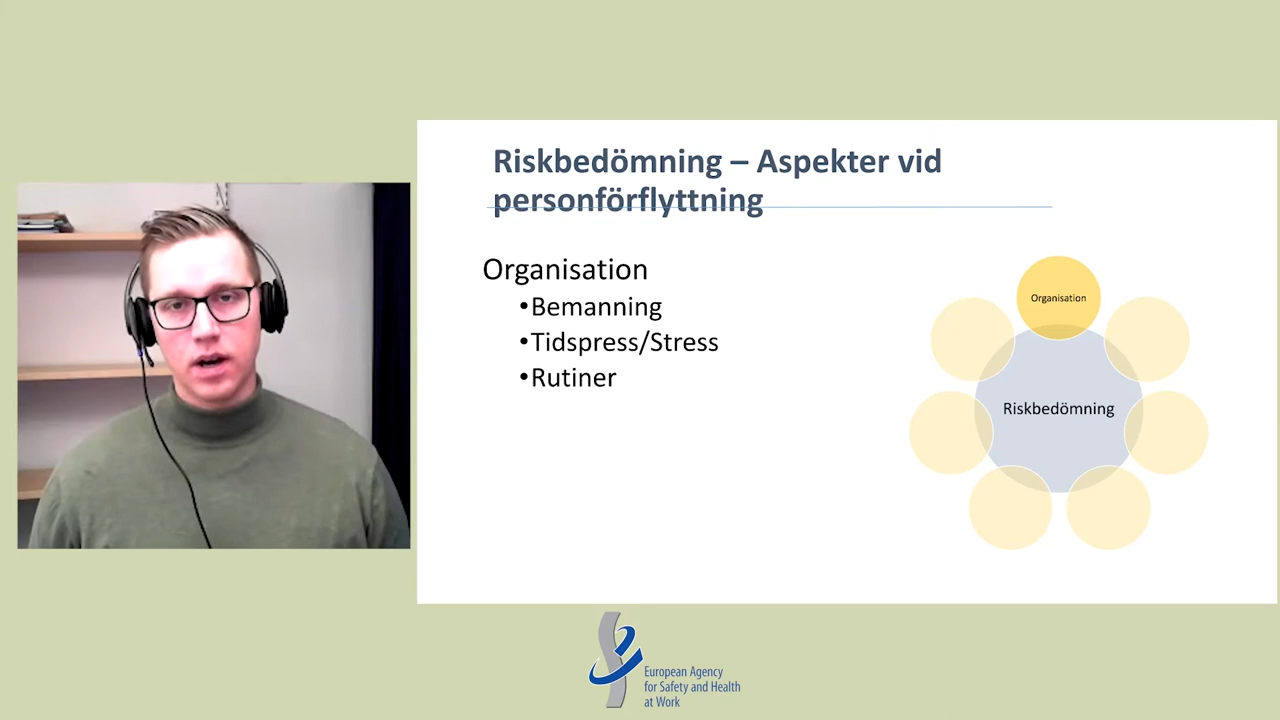 Riskbedömning – Aspekter vid
personförflyttning
Organisation
•Bemanning
•Tidspress/Stress
•Rutiner
Organisation
Riskbedömning
European Agency
for Safety and Health
at Work